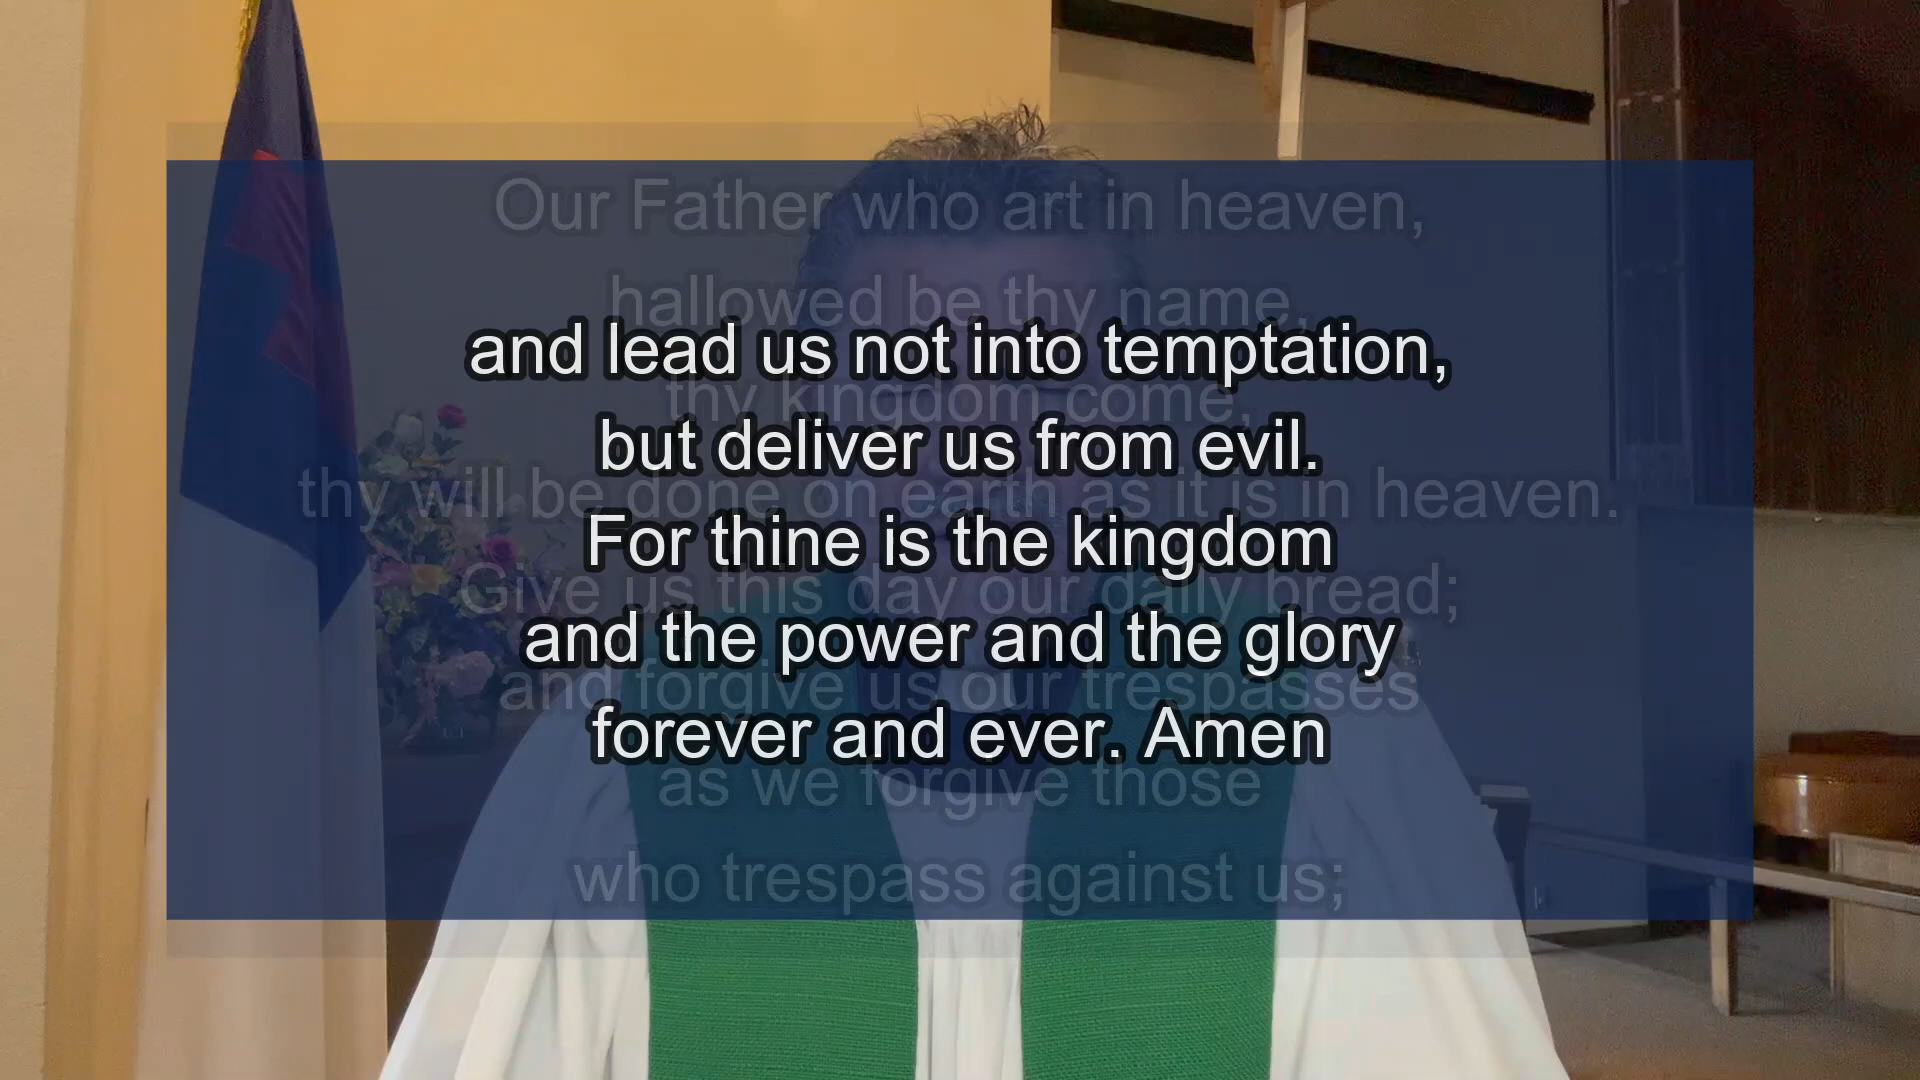 Our Father who art in heaven,
hallowed be thy name,
thy kingdom come,
thy will be done on earth as it is in heaven.
Give us this day our daily bread;
and forgive us our trespasses
as we forgive those
who trespass against us;
and lead us not into temptation,
but deliver us from evil.
For thine is the kingdom
and the power and the glory
forever and ever. Amen